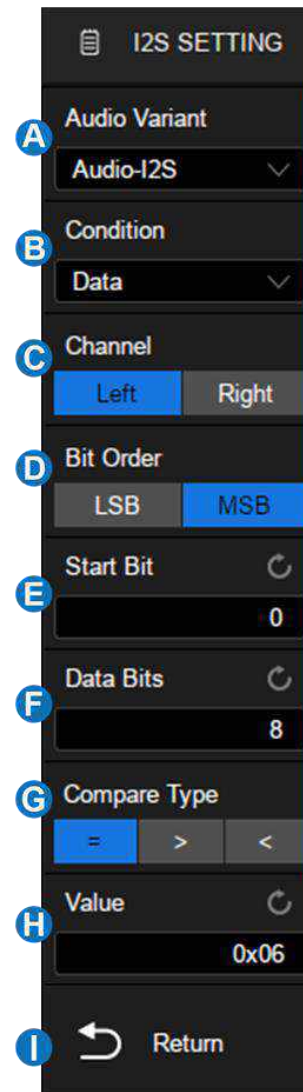 I2S SETTING
A
Audio Variant
Audio-I2S
B
Condition
Data
C
Channel
Left Right
D
Bit Order
LSB MSB
E
Start Bit
0
F
Data Bits
8
G
Compare Type
= > <
H
Value
0x06
I
Return